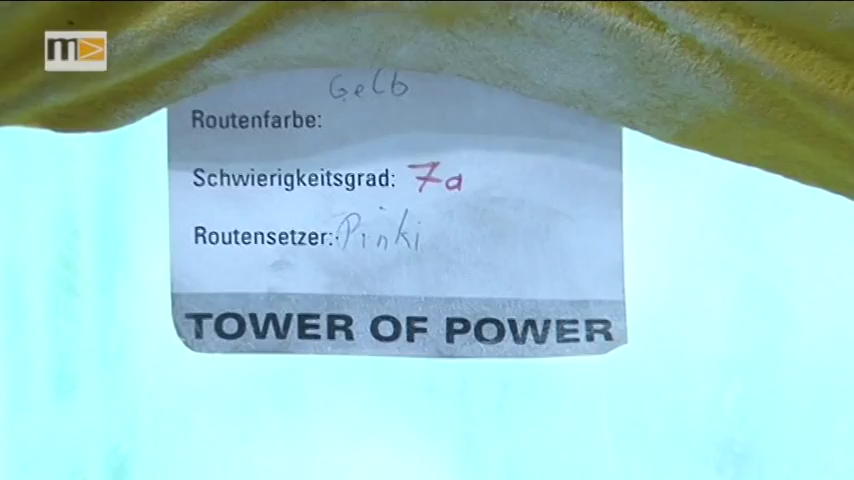 m
Gelb
Routenfarbe:
Schwierigkeitsgrad: 7a
Routensetzer: Pinki
TOWER OF POWER